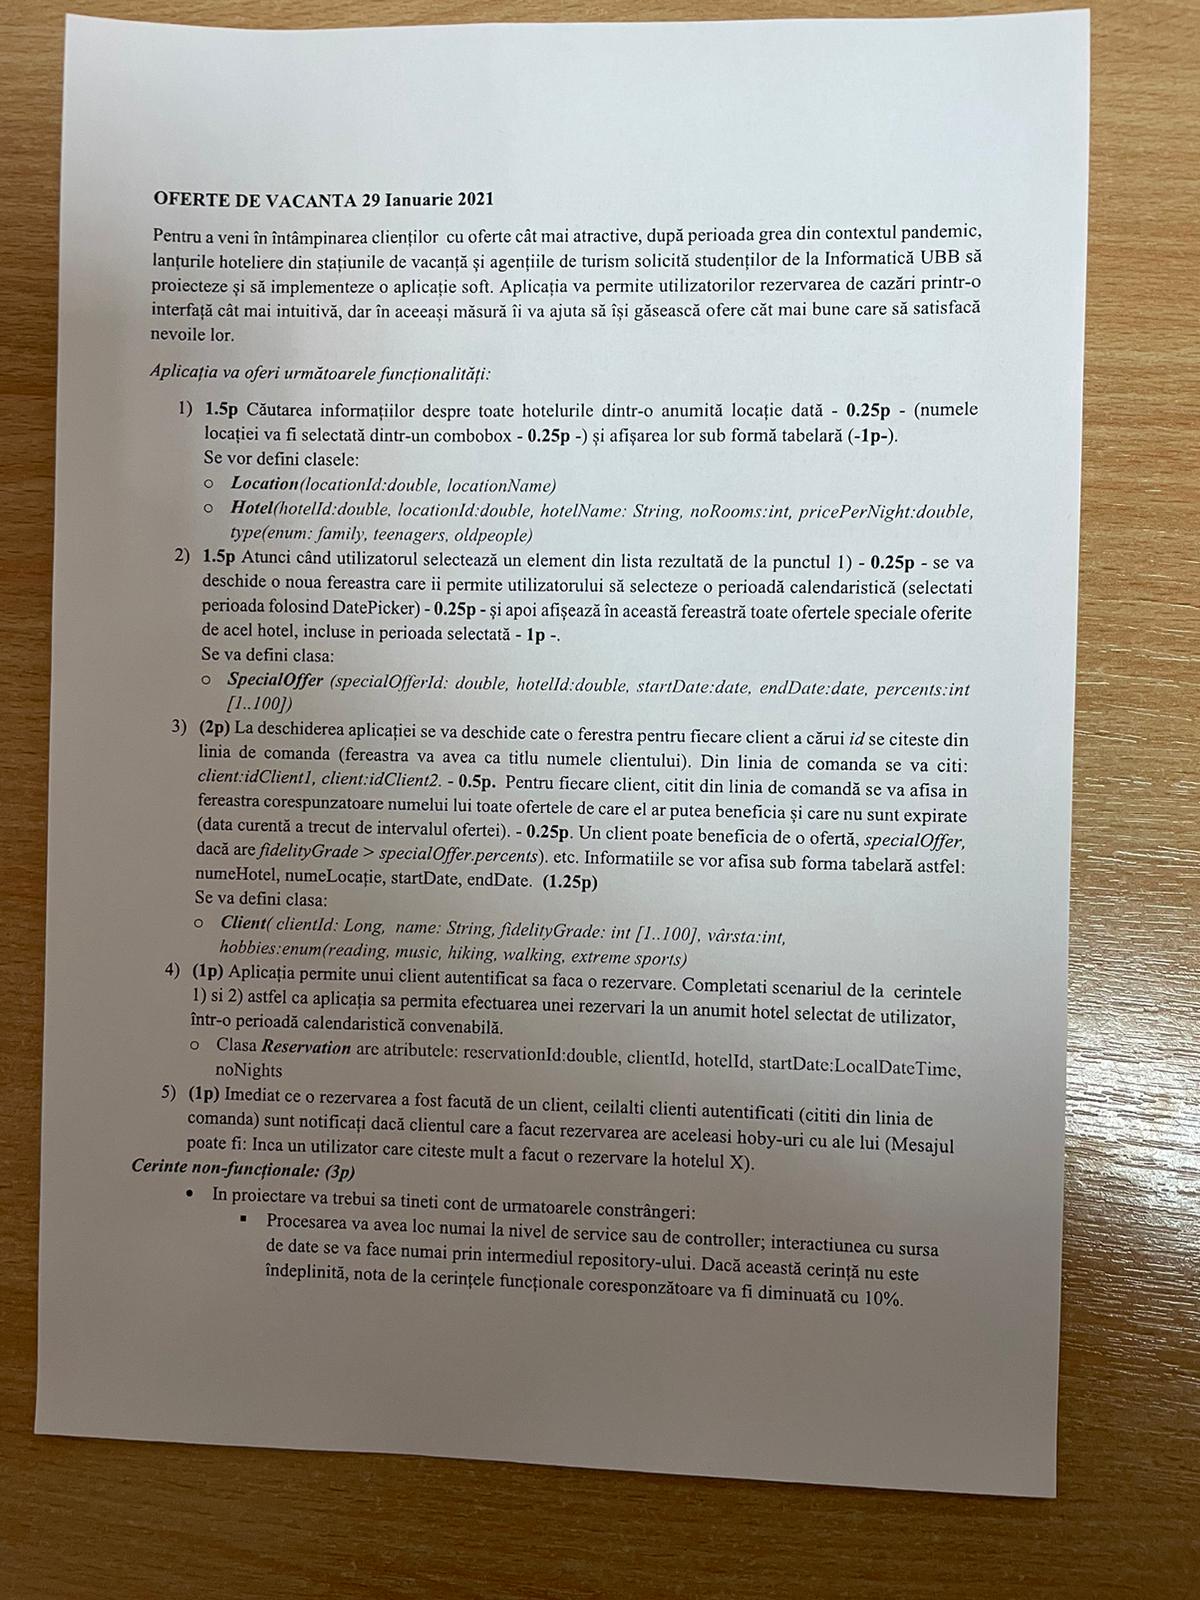 OFERTE DE VACANTA 29 Ianuarie 2021
Pentru a veni în întâmpinarea clienților cu oferte cât mai atractive, după perioada grea din contextul pandemic,
lanțurile hoteliere din stațiunile de vacanță și agențiile de turism solicită studenților de la Informatică UBB să
proiecteze și să implementeze o aplicație soft. Aplicația va permite utilizatorilor rezervarea de cazări printr-o
interfață cât mai intuitivă, dar în aceeași măsură îi va ajuta să își găsească ofere căt mai bune care să satisfacă
nevoile lor.
Aplicația va oferi următoarele funcționalități:
1) 1.5p Căutarea informațiilor despre toate hotelurile dintr-o anumită locație dată - 0.25p - (numele
locației va fi selectată dintr-un combobox - 0.25p -) și afișarea lor sub formă tabelară (-1p-).
Se vor defini clasele:
o Location(locationId:double, locationName)
o Hotel(hotelId:double, locationId:double, hotelName: String, noRooms:int, pricePerNight:double,
type(enum: family, teenagers, oldpeople)
2) 1.5p Atunci când utilizatorul selectează un element din lista rezultată de la punctul 1) - 0.25p - se va
deschide o noua fereastra care ii permite utilizatorului să selecteze o perioadă calendaristică (selectati
perioada folosind DatePicker) - 0.25p - și apoi afișează în această fereastră toate ofertele speciale oferite
de acel hotel, incluse in perioada selectată - 1p -.
Se va defini clasa:
o SpecialOffer (specialOfferId: double, hotelId:double, startDate:date, endDate:date, percents:int
[1..100])
3) (2p) La deschiderea aplicației se va deschide cate o ferestra pentru fiecare client a cărui id se citeste din
linia de comanda (fereastra va avea ca titlu numele clientului). Din linia de comanda se va citi:
client:idClient1, client:idClient2. - 0.5p. Pentru fiecare client, citit din linia de comandă se va afisa in
fereastra corespunzatoare numelui lui toate ofertele de care el ar putea beneficia și care nu sunt expirate
(data curentă a trecut de intervalul ofertei). - 0.25p. Un client poate beneficia de o ofertă, specialOffer,
dacă are fidelityGrade > specialOffer.percents). etc. Informatiile se vor afisa sub forma tabelară astfel:
numeHotel, numeLocație, startDate, endDate. (1.25p)
Se va defini clasa:
o Client( clientId: Long, name: String, fidelityGrade: int [1..100], vârsta:int,
hobbies:enum(reading, music, hiking, walking, extreme sports)
4) (1p) Aplicația permite unui client autentificat sa faca o rezervare. Completati scenariul de la cerintele
1) si 2) astfel ca aplicația sa permita efectuarea unei rezervari la un anumit hotel selectat de utilizator,
într-o perioadă calendaristică convenabilă.
o Clasa Reservation are atributele: reservationId:double, clientId, hotelId, startDate:LocalDateTime,
noNights
5) (1p) Imediat ce o rezervarea a fost facută de un client, ceilalti clienti autentificati (cititi din linia de
comanda) sunt notificați dacă clientul care a facut rezervarea are aceleasi hoby-uri cu ale lui (Mesajul
poate fi: Inca un utilizator care citeste mult a facut o rezervare la hotelul X).
Cerinte non-funcționale: (3p)
• In proiectare va trebui sa tineti cont de urmatoarele constrângeri:
▪ Procesarea va avea loc numai la nivel de service sau de controller; interactiunea cu sursa
de date se va face numai prin intermediul repository-ului. Dacă această cerință nu este
îndeplinită, nota de la cerințele funcționale coresponzătoare va fi diminuată cu 10%.